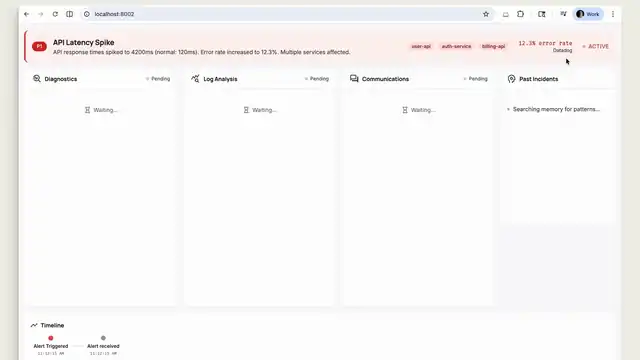 localhost:8002
Work
P1
API Latency Spike
API response times spiked to 4200ms (normal: 120ms). Error rate increased to 12.3%. Multiple services affected.
user-api
auth-service
billing-api
12.3% error rate
Datadog
ACTIVE
Diagnostics
Pending
Log Analysis
Pending
Communications
Pending
Past Incidents
Waiting...
Waiting...
Waiting...
Searching memory for patterns...
Timeline
Alert Triggered
Alert received